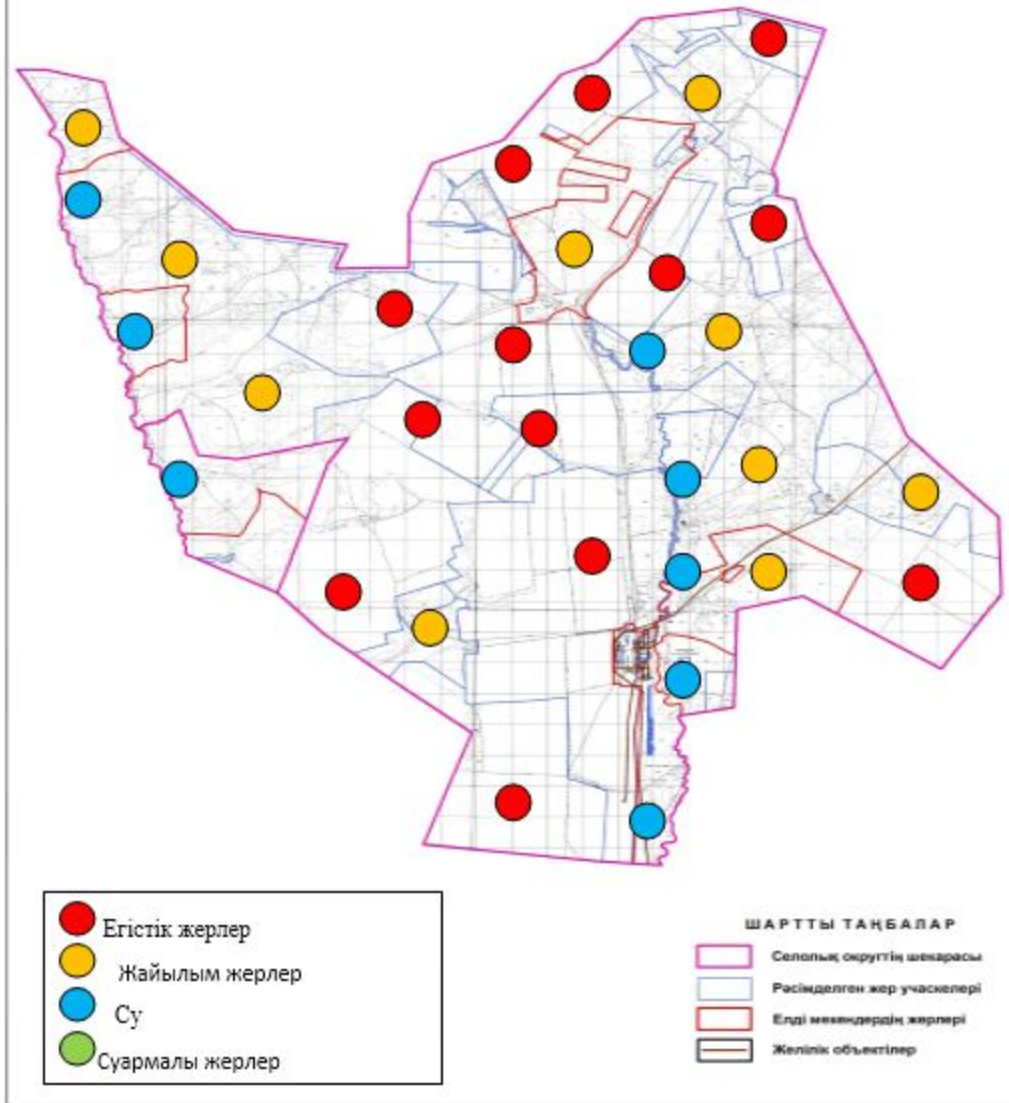 Егістік жерлер
Жайылым жерлер
Су
Суармалы жерлер
ШАРТТЫ ТАҢБАЛАР
Селолық округтің шекарасы
Рәсімделген жер учаскелері
Елді мекендердің жерлері
Желілік объектілер